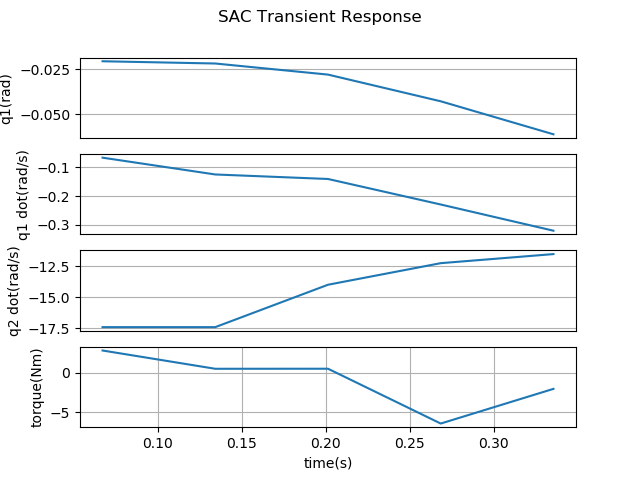 SAC Transient Response
q1(rad)
−0.025
−0.050
q1 dot(rad/s)
−0.1
−0.2
−0.3
q2 dot(rad/s)
−12.5
−15.0
−17.5
torque(Nm)
0
−5
0.10 0.15 0.20 0.25 0.30
time(s)